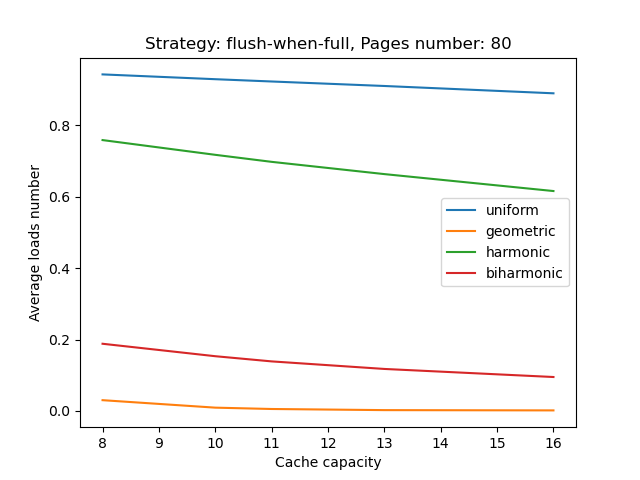 Strategy: flush-when-full, Pages number: 80
Average loads number
0.8
0.6
0.4
0.2
0.0
uniform
geometric
harmonic
biharmonic
8 9 10 11 12 13 14 15 16
Cache capacity